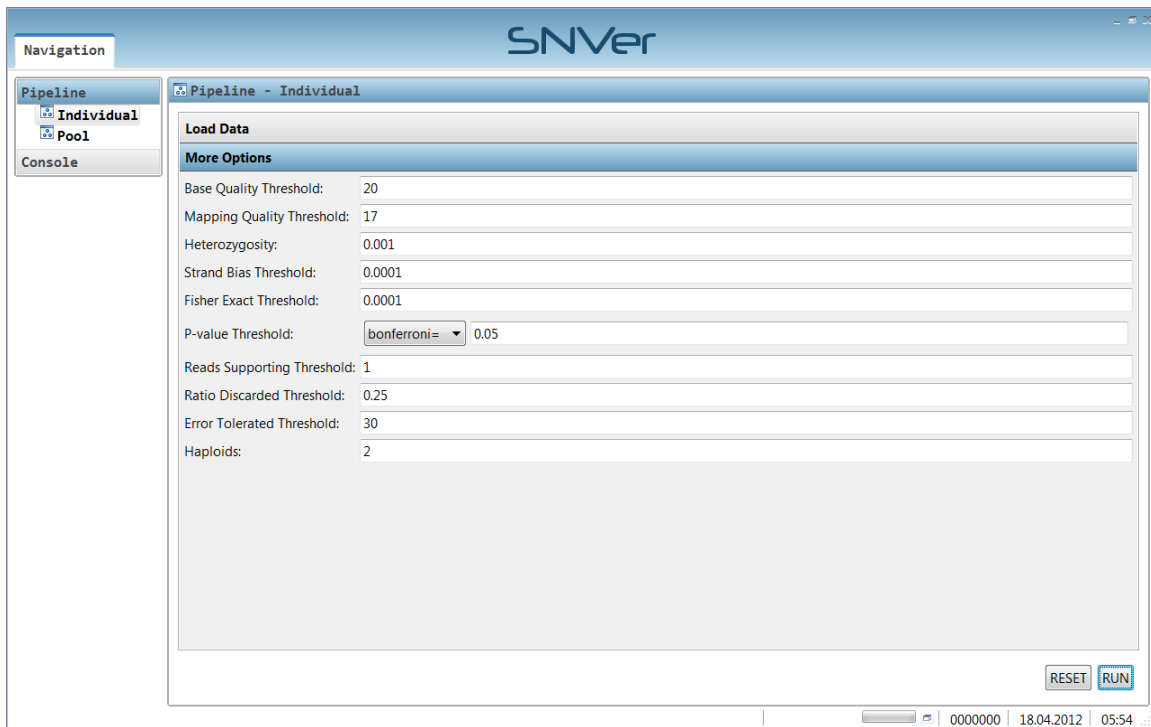 SNVer
Navigation
Pipeline
Individual
Pool
Console
Pipeline - Individual
Load Data
More Options
Base Quality Threshold: 20
Mapping Quality Threshold: 17
Heterozygosity: 0.001
Strand Bias Threshold: 0.0001
Fisher Exact Threshold: 0.0001
P-value Threshold: bonferroni= 0.05
Reads Supporting Threshold: 1
Ratio Discarded Threshold: 0.25
Error Tolerated Threshold: 30
Haploids: 2
RESET RUN
0000000 18.04.2012 05:54